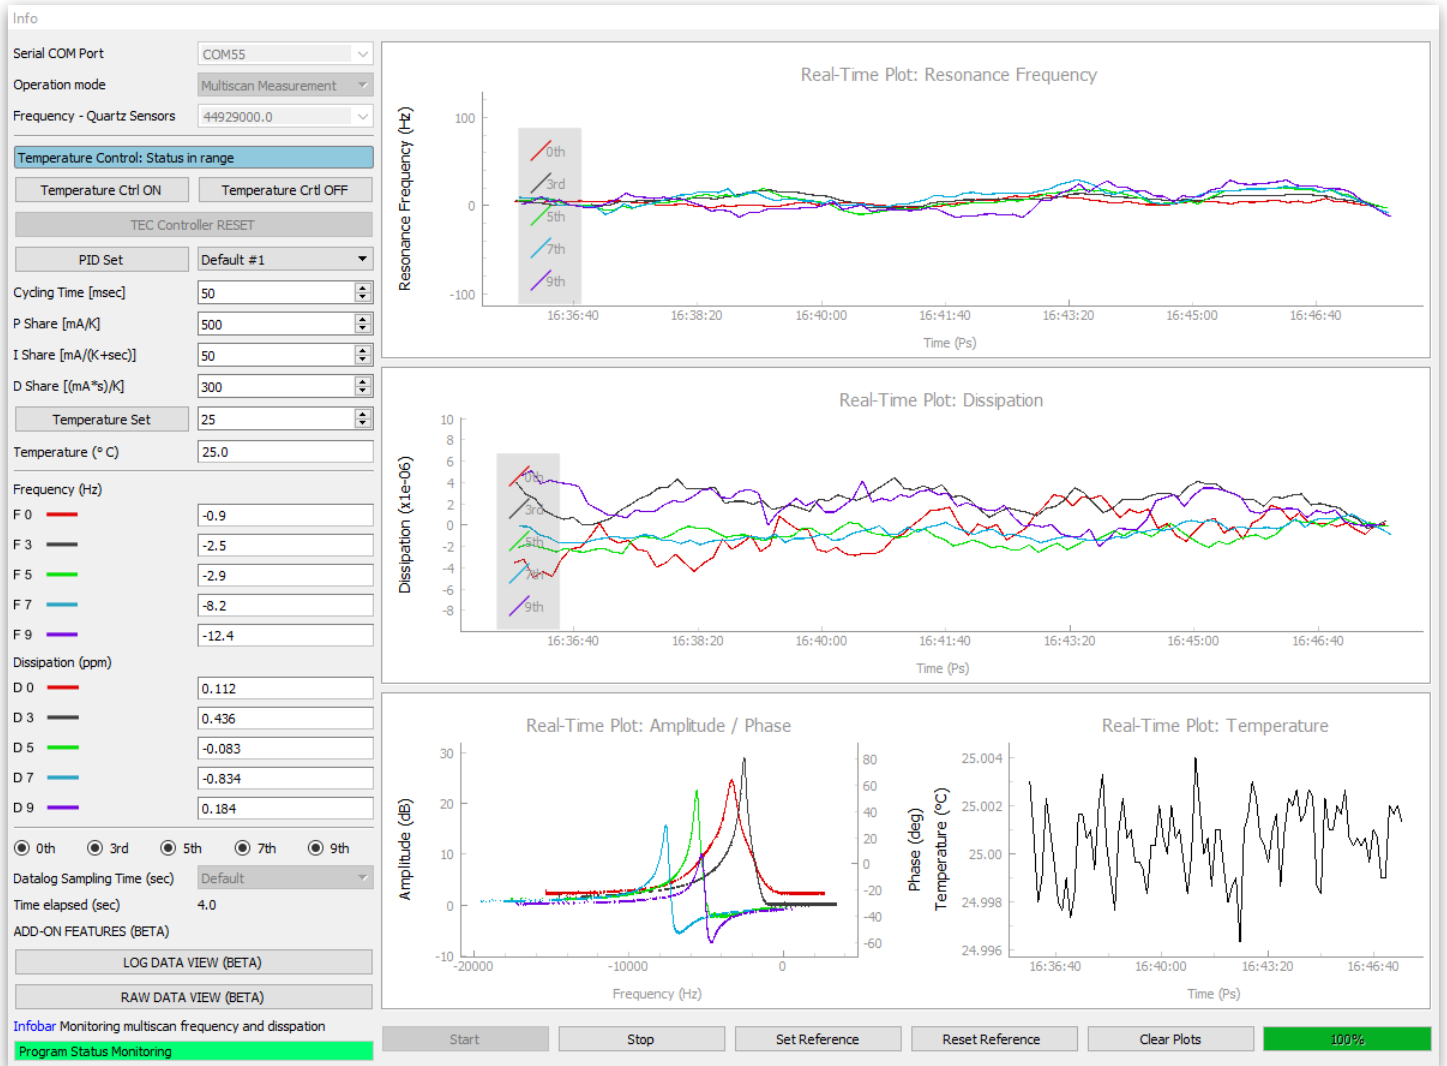 Info
Serial COM Port
COM55
Operation mode
Multiscan Measurement
Frequency - Quartz Sensors
44929000.0
Temperature Control: Status in range
Temperature Ctrl ON
Temperature Crtl OFF
TEC Controller RESET
PID Set
Default #1
Cycling Time [msec]
50
P Share [mA/K]
500
I Share [mA/(K+sec)]
50
D Share [(mA*s)/K]
300
Temperature Set
25
Temperature (° C)
25.0
Frequency (Hz)
F 0
-0.9
F 3
-2.5
F 5
-2.9
F 7
-8.2
F 9
-12.4
Dissipation (ppm)
D 0
0.112
D 3
0.436
D 5
-0.083
D 7
-0.834
D 9
0.184
0th
3rd
5th
7th
9th
Datalog Sampling Time (sec)
Default
Time elapsed (sec)
4.0
ADD-ON FEATURES (BETA)
LOG DATA VIEW (BETA)
RAW DATA VIEW (BETA)
Infobar Monitoring multiscan frequency and disspation
Program Status Monitoring
Real-Time Plot: Resonance Frequency
Resonance Frequency (Hz)
100
0
-100
0th
3rd
5th
7th
9th
16:36:40
16:38:20
16:40:00
16:41:40
16:43:20
16:45:00
16:46:40
Time (Ps)
Real-Time Plot: Dissipation
Dissipation (x1e-06)
10
8
6
4
2
0
-2
-4
-6
-8
0th
3rd
5th
7th
9th
16:36:40
16:38:20
16:40:00
16:41:40
16:43:20
16:45:00
16:46:40
Time (Ps)
Real-Time Plot: Amplitude / Phase
Amplitude (dB)
30
20
10
0
-10
80
60
40
20
0
-20
-40
-60
Phase (deg)
-20000
-10000
0
Frequency (Hz)
Real-Time Plot: Temperature
Temperature (°C)
25.004
25.002
25.00
24.998
24.996
16:36:40
16:40:00
16:43:20
16:46:40
Time (Ps)
Start
Stop
Set Reference
Reset Reference
Clear Plots
100%